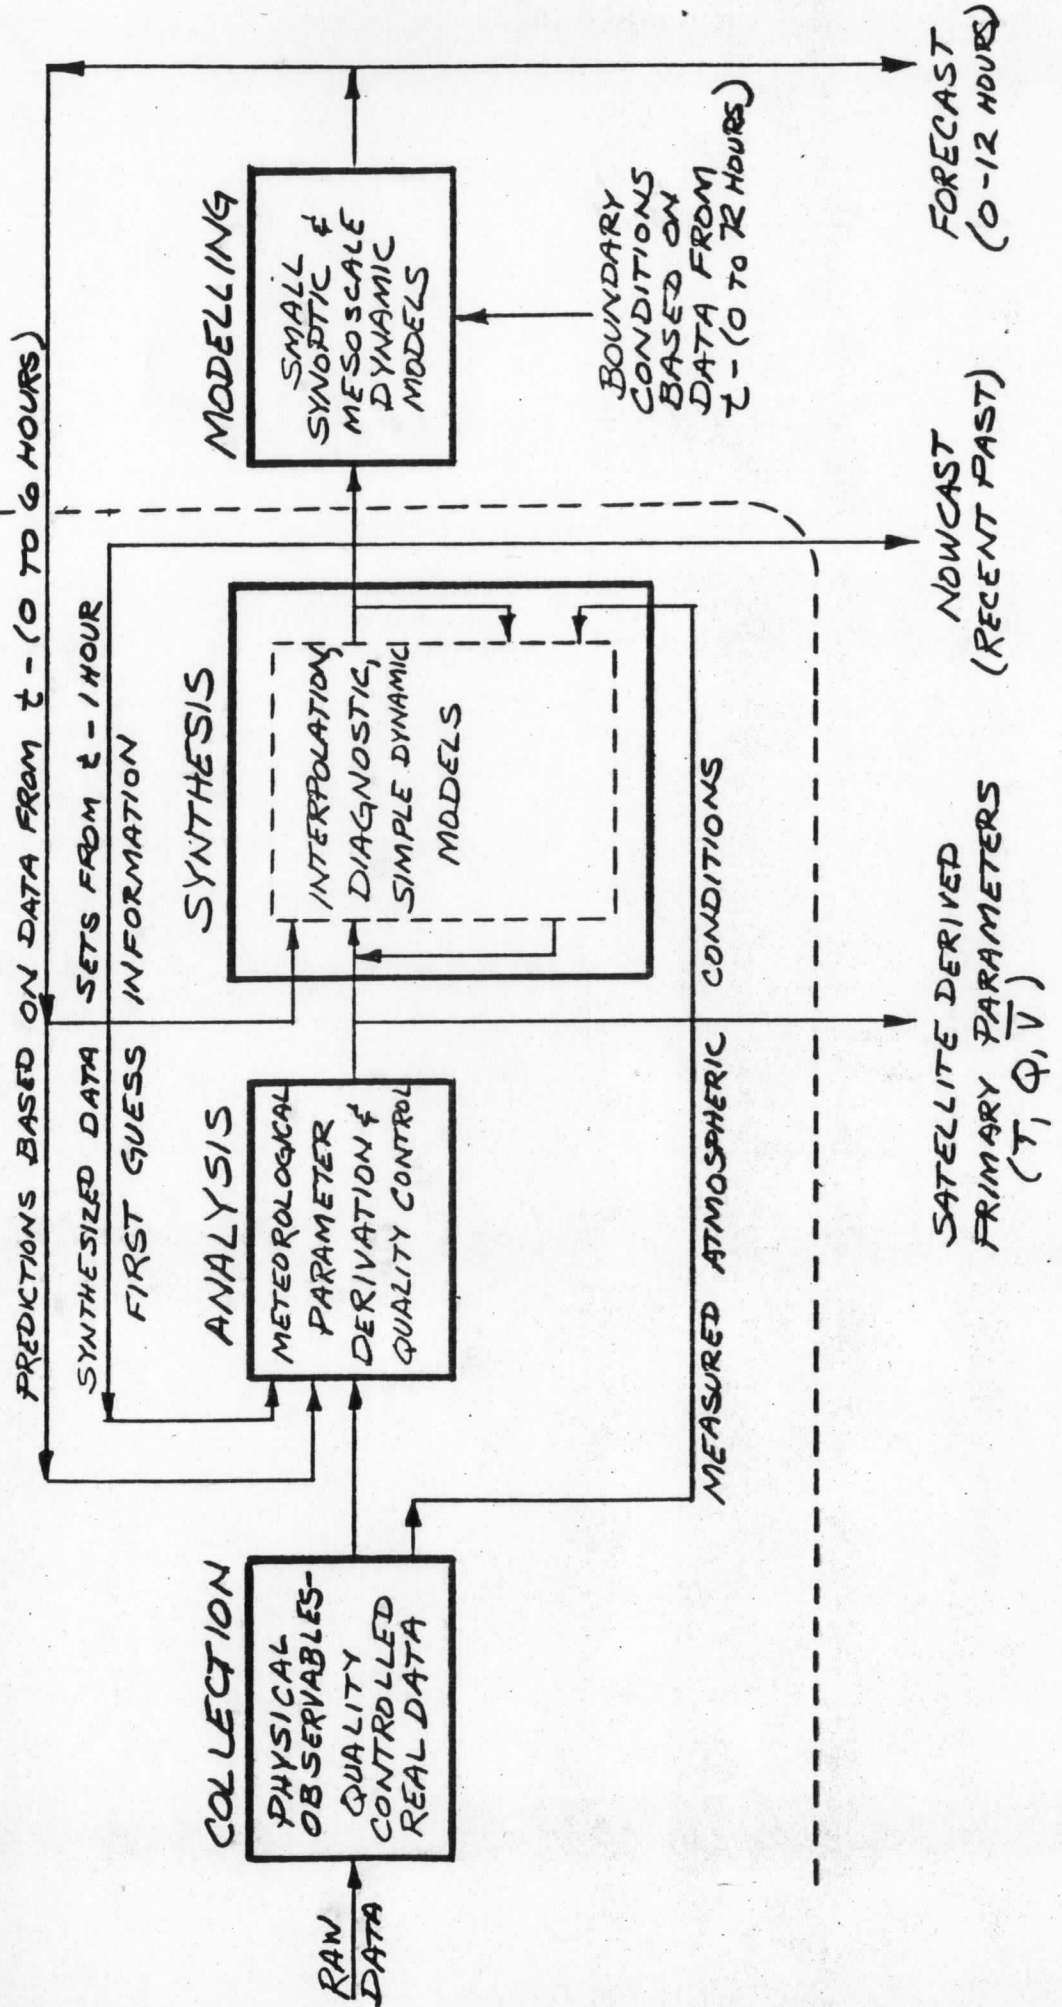 PREDICTIONS BASED ON DATA FROM t - (0 TO 6 HOURS)
SYNTHESIZED DATA SETS FROM t - 1 HOUR
FIRST GUESS INFORMATION
COLLECTION
PHYSICAL
OBSERVABLES-
QUALITY
CONTROLLED
REAL DATA
RAW
DATA
ANALYSIS
METEOROLOGICAL
PARAMETER
DERIVATION &
QUALITY CONTROL
SYNTHESIS
INTERPOLATION,
DIAGNOSTIC,
SIMPLE DYNAMIC
MODELS
MODELLING
SMALL
SYNOPTIC &
MESOSCALE
DYNAMIC
MODELS
BOUNDARY
CONDITIONS
BASED ON
DATA FROM
t - (0 TO 12 HOURS)
MEASURED ATMOSPHERIC CONDITIONS
SATELLITE DERIVED
PRIMARY PARAMETERS
(T, Q, V)
NOWCAST
(RECENT PAST)
FORECAST
(0-12 HOURS)